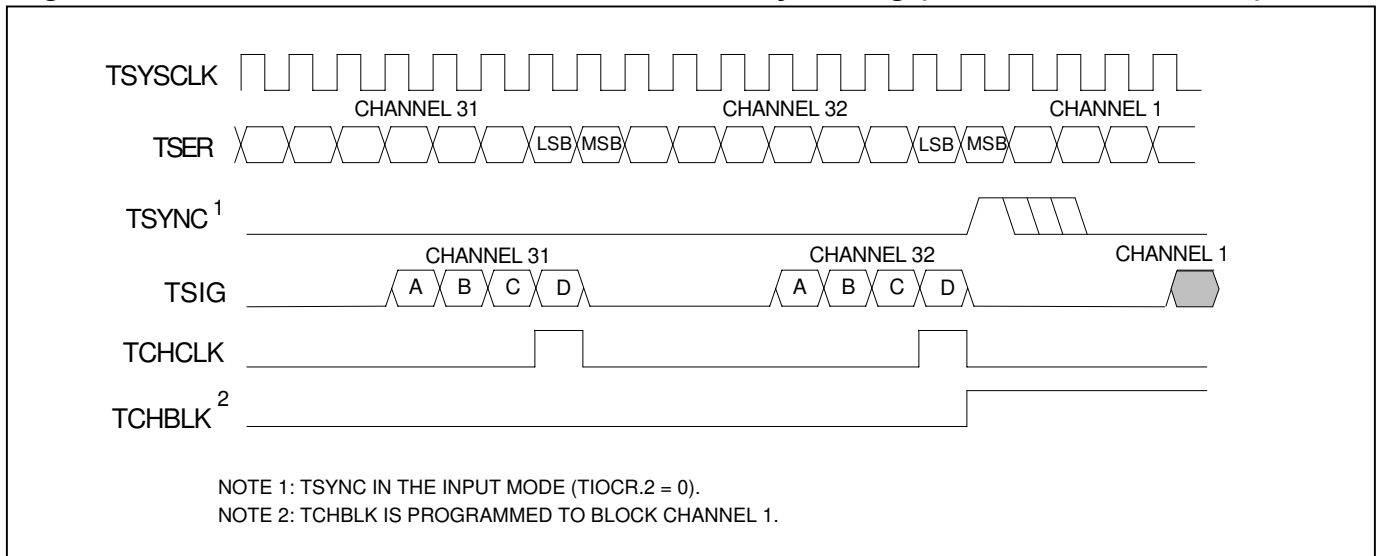 TSYSCLK
CHANNEL 31 CHANNEL 32 CHANNEL 1
TSER LSB MSB LSB MSB
TSYNC 1
CHANNEL 31 CHANNEL 32 CHANNEL 1
TSIG A B C D A B C D
TCHCLK
TCHBLK 2
NOTE 1: TSYNC IN THE INPUT MODE (TIOCR.2 = 0).
NOTE 2: TCHBLK IS PROGRAMMED TO BLOCK CHANNEL 1.